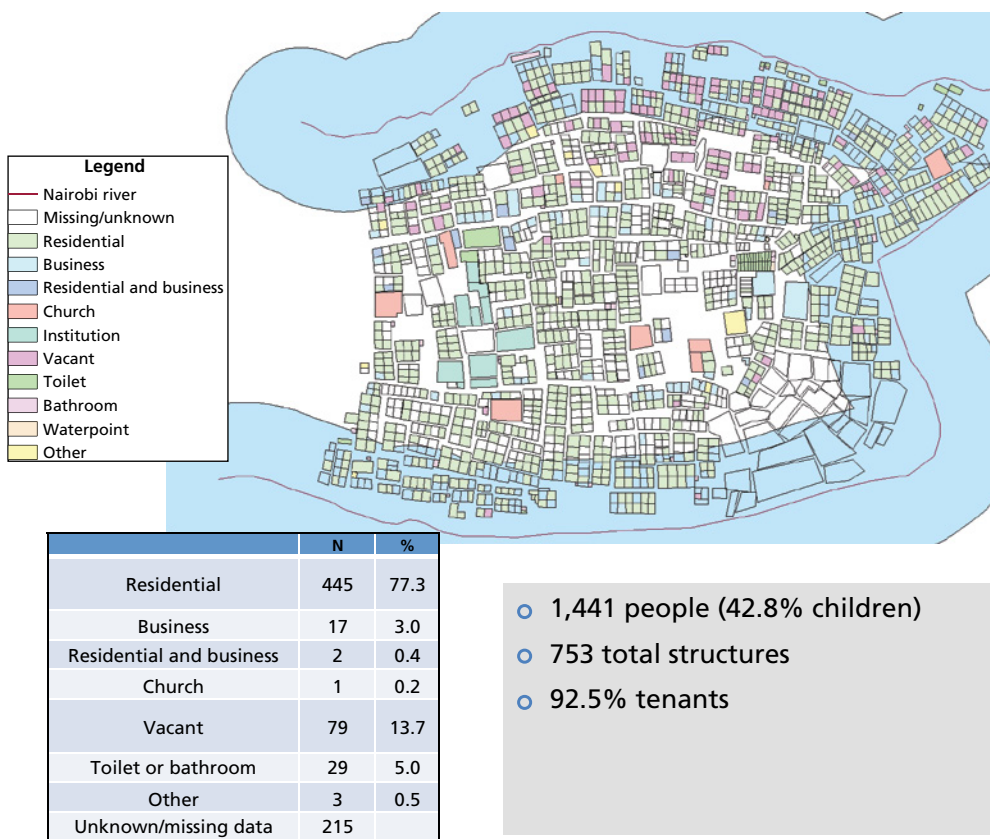 Legend
Nairobi river
Missing/unknown
Residential
Business
Residential and business
Church
Institution
Vacant
Toilet
Bathroom
Waterpoint
Other
N %
Residential 445 77.3
Business 17 3.0
Residential and business 2 0.4
Church 1 0.2
Vacant 79 13.7
Toilet or bathroom 29 5.0
Other 3 0.5
Unknown/missing data 215
1,441 people (42.8% children)
753 total structures
92.5% tenants